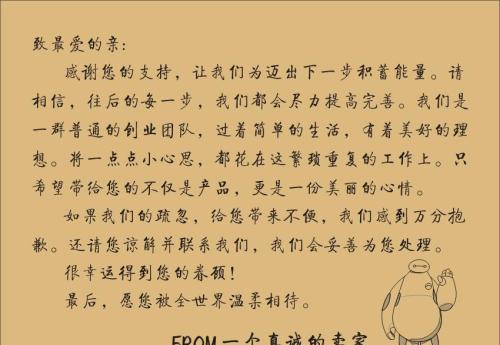 致最爱的亲:
感谢您的支持，让我们为迈出下一步积蓄能量。请
相信，往后的每一步，我们都会尽力提高完善。我们是
一群普通的创业团队，过着简单的生活，有着美好的理
想。将一点点小心思，都花在这繁琐重复的工作上。只
希望带给您的不仅是产品，更是一份美丽的心情。
如果我们的疏忽，给您带来不便，我们感到万分抱
歉。还请您谅解并联系我们，我们会妥善为您处理。
很幸运得到您的眷顾!
最后，愿您被全世界温柔相待。
FROM一个真诚的卖家